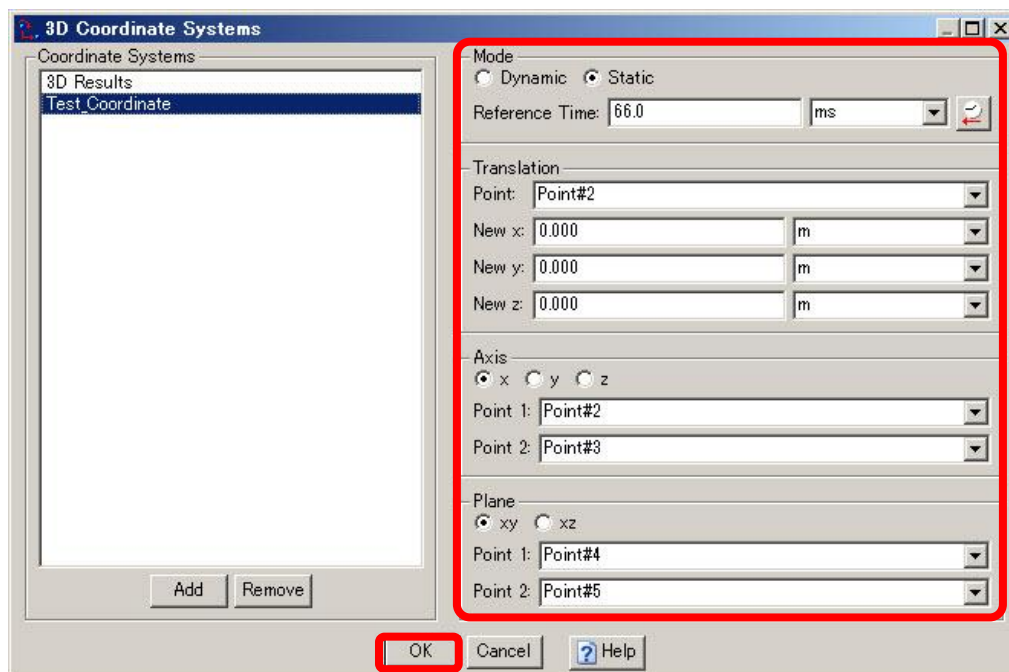 3D Coordinate Systems
Coordinate Systems
3D Results
Test_Coordinate
Add Remove
Mode
Dynamic Static
Reference Time: 66.0 ms
Translation
Point: Point#2
New x: 0.000 m
New y: 0.000 m
New z: 0.000 m
Axis
x y z
Point 1: Point#2
Point 2: Point#3
Plane
xy xz
Point 1: Point#4
Point 2: Point#5
OK Cancel ? Help